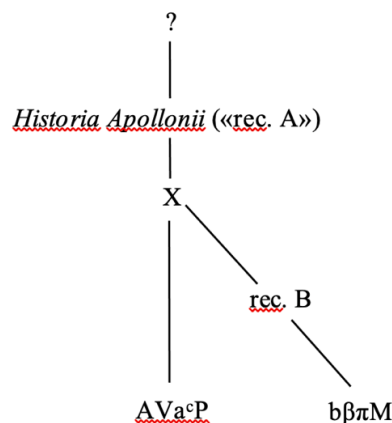 ?
Historia Apollonii («rec. A»)
X
rec. B
AVaᶜP
bβπM